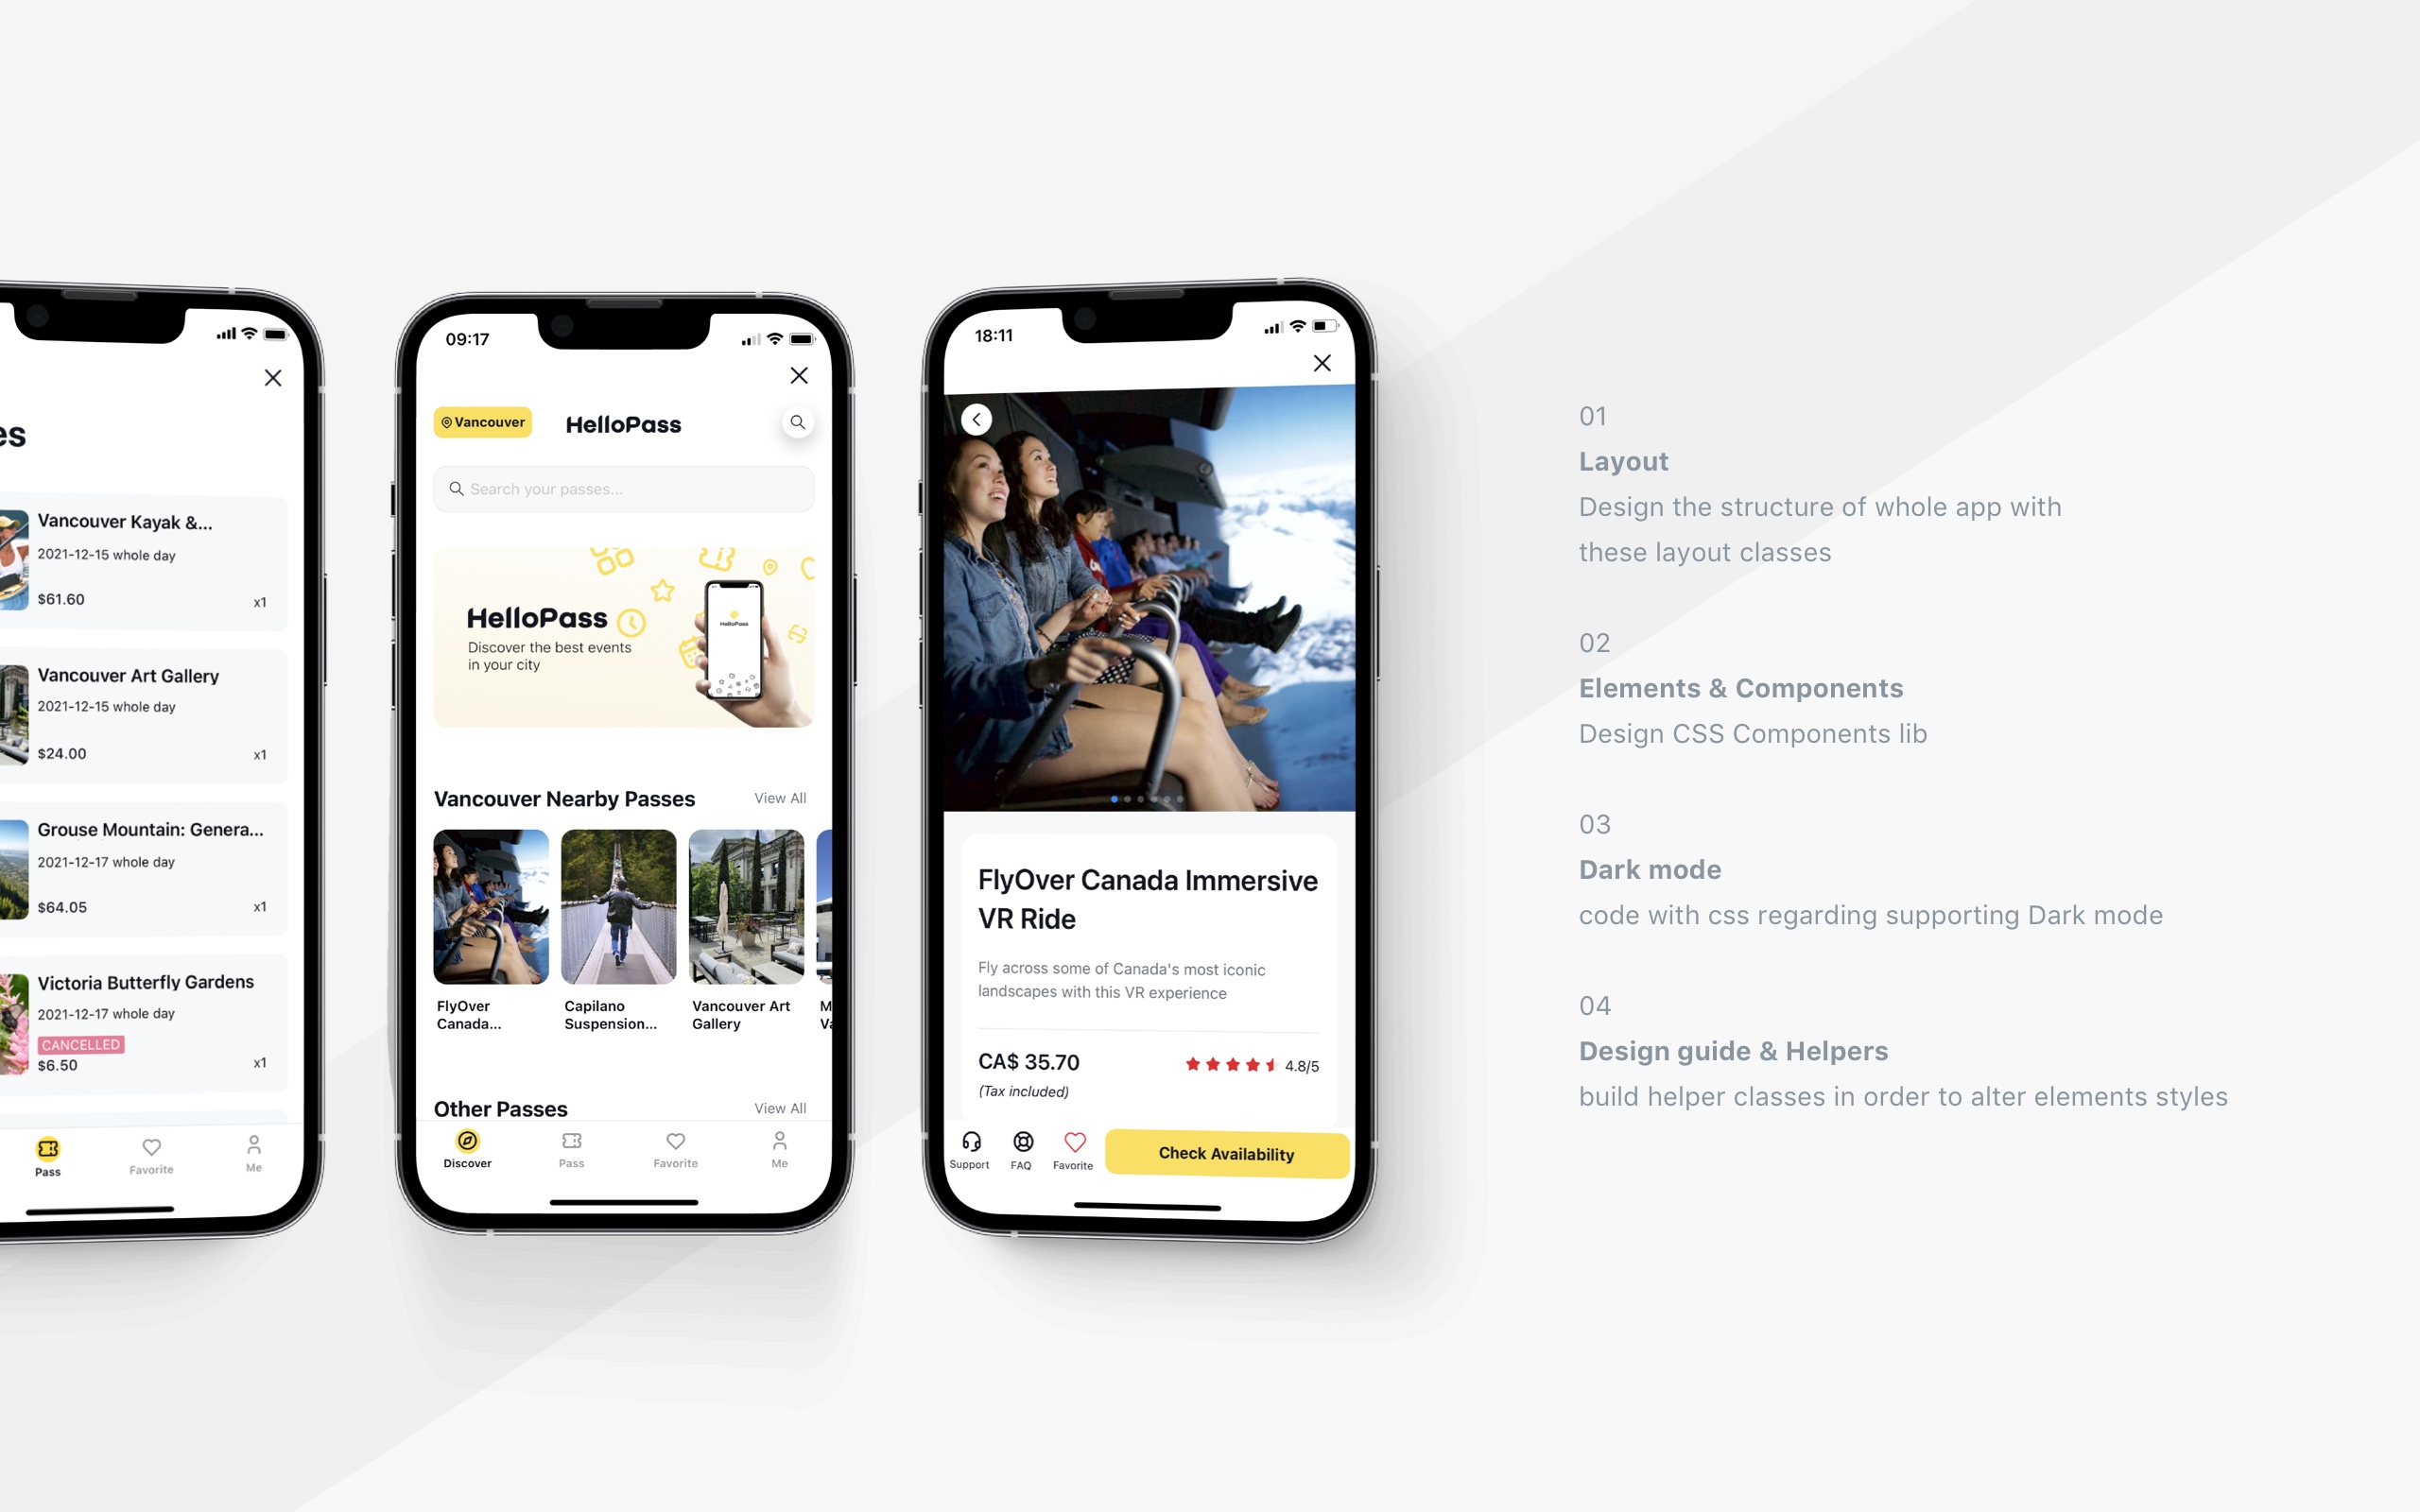 es
Vancouver Kayak &...
2021-12-15 whole day
$61.60 x1
Vancouver Art Gallery
2021-12-15 whole day
$24.00 x1
Grouse Mountain: Genera...
2021-12-17 whole day
$64.05 x1
Victoria Butterfly Gardens
2021-12-17 whole day
CANCELLED
$6.50 x1
Pass Favorite Me
09:17
Vancouver HelloPass
Search your passes...
HelloPass
Discover the best events
in your city
HelloPass
Vancouver Nearby Passes View All
FlyOver Capilano Vancouver Art M
Canada... Suspension... Gallery Va
Other Passes View All
Discover Pass Favorite Me
18:11
FlyOver Canada Immersive
VR Ride
Fly across some of Canada's most iconic
landscapes with this VR experience
CA$ 35.70 4.8/5
(Tax included)
Support FAQ Favorite Check Availability
01
Layout
Design the structure of whole app with
these layout classes
02
Elements & Components
Design CSS Components lib
03
Dark mode
code with css regarding supporting Dark mode
04
Design guide & Helpers
build helper classes in order to alter elements styles